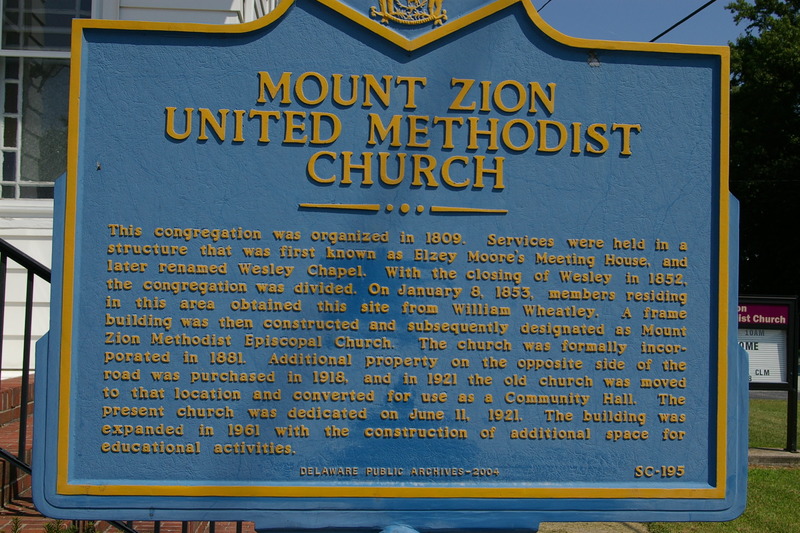 MOUNT ZION
UNITED METHODIST
CHURCH
This congregation was organized in 1809. Services were held in a
structure that was first known as Elzey Moore's Meeting House, and
later renamed Wesley Chapel. With the closing of Wesley in 1852,
the congregation was divided. On January 8, 1853, members residing
in this area obtained this site from William Wheatley. A frame
building was then constructed and subsequently designated as Mount
Zion Methodist Episcopal Church. The church was formally incor-
porated in 1881. Additional property on the opposite side of the
road was purchased in 1918, and in 1921 the old church was moved
to that location and converted for use as a Community Hall. The
present church was dedicated on June 11, 1921. The building was
expanded in 1961 with the construction of additional space for
educational activities.
DELAWARE PUBLIC ARCHIVES-2004 SC-195
on
ist Church
10AM
OME
CLM